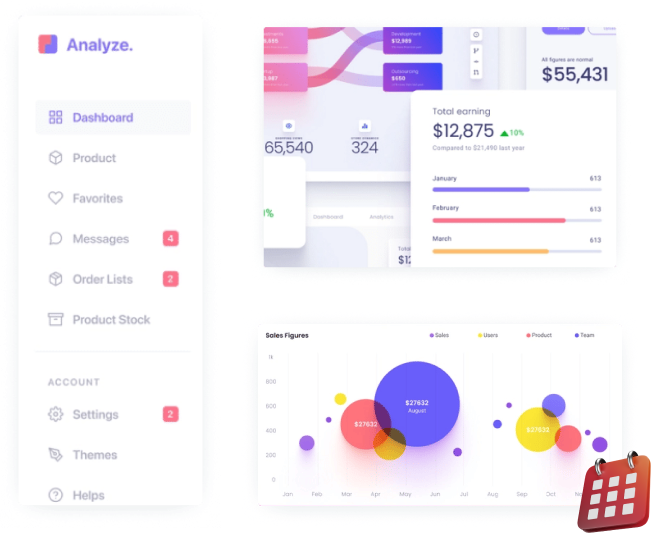 Analyze.
Dashboard
Product
Favorites
Messages 4
Order Lists 2
Product Stock
ACCOUNT
Settings 2
Themes
Helps
$5,695
Development
$12,989
Outsourcing
$650
All figures are normal
$55,431
65,540
324
Total earning
$12,875 10%
Compared to $21,490 last year
January 613
February 613
March 613
%
Dashboard Analytics
Sales Figures
Sales Users Product Team
1k
800
600
400
200
0
$27632
August
$27632
$27632
Jan Feb Mar Apr May Jun Jul Aug Sep Oct